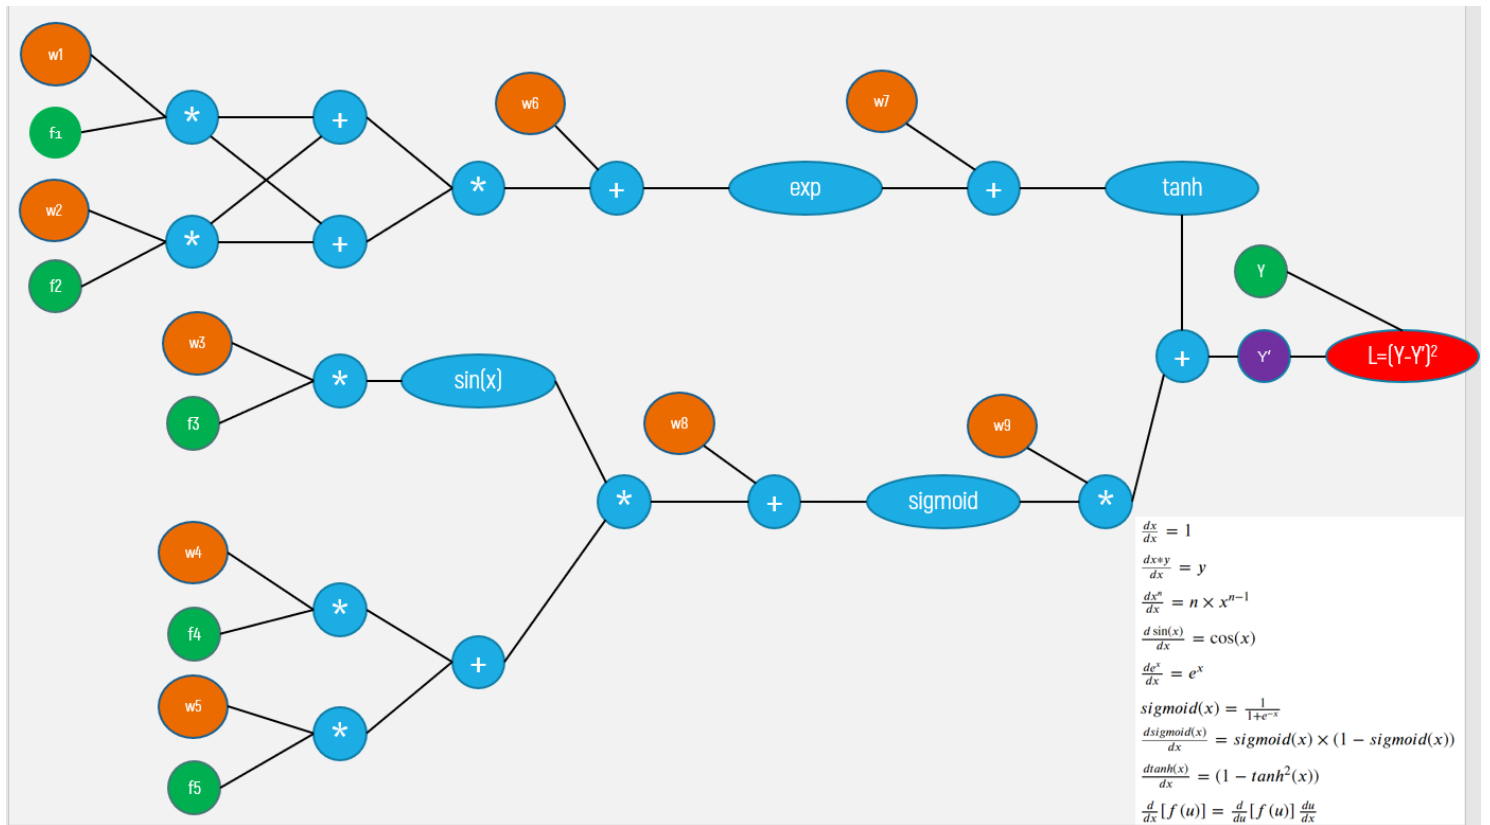 w1
f1
w2
f2
*
*
+
+
*
w6
+
exp
w7
+
tanh
Y
+
Y'
L=(Y-Y')²
w3
f3
*
sin(x)
w4
f4
*
w5
f5
*
+
*
w8
+
sigmoid
w9
*
dx/dx = 1
dx*y/dx = y
dxⁿ/dx = n × xⁿ⁻¹
d sin(x)/dx = cos(x)
deˣ/dx = eˣ
sigmoid(x) = 1/1+e⁻ˣ
dsigmoid(x)/dx = sigmoid(x) × (1 − sigmoid(x))
dtanh(x)/dx = (1 − tanh²(x))
d/dx [f(u)] = d/du [f(u)] du/dx